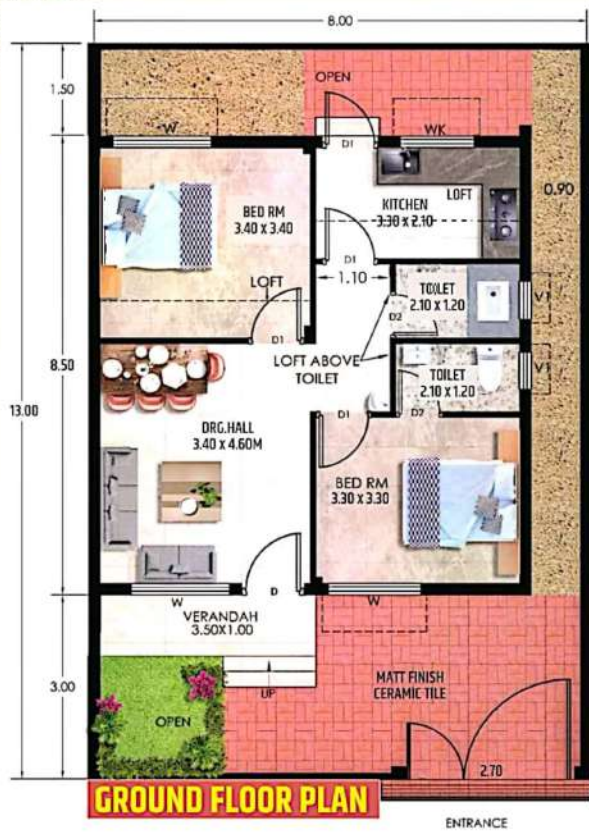 8.00
1.50
OPEN
W
WK
D1
BED RM
3.40 x 3.40
KITCHEN
3.30 x 2.10
LOFT
0.90
D1
1.10
LOFT
TOILET
2.10 x 1.20
V1
D2
D1
LOFT ABOVE
TOILET
TOILET
2.10 x 1.20
V1
8.50
13.00
DRG.HALL
3.40 x 4.60M
D1
D2
BED RM
3.30 x 3.30
W
D
W
VERANDAH
3.50X1.00
3.00
UP
OPEN
MATT FINISH
CERAMIC TILE
2.70
GROUND FLOOR PLAN
ENTRANCE